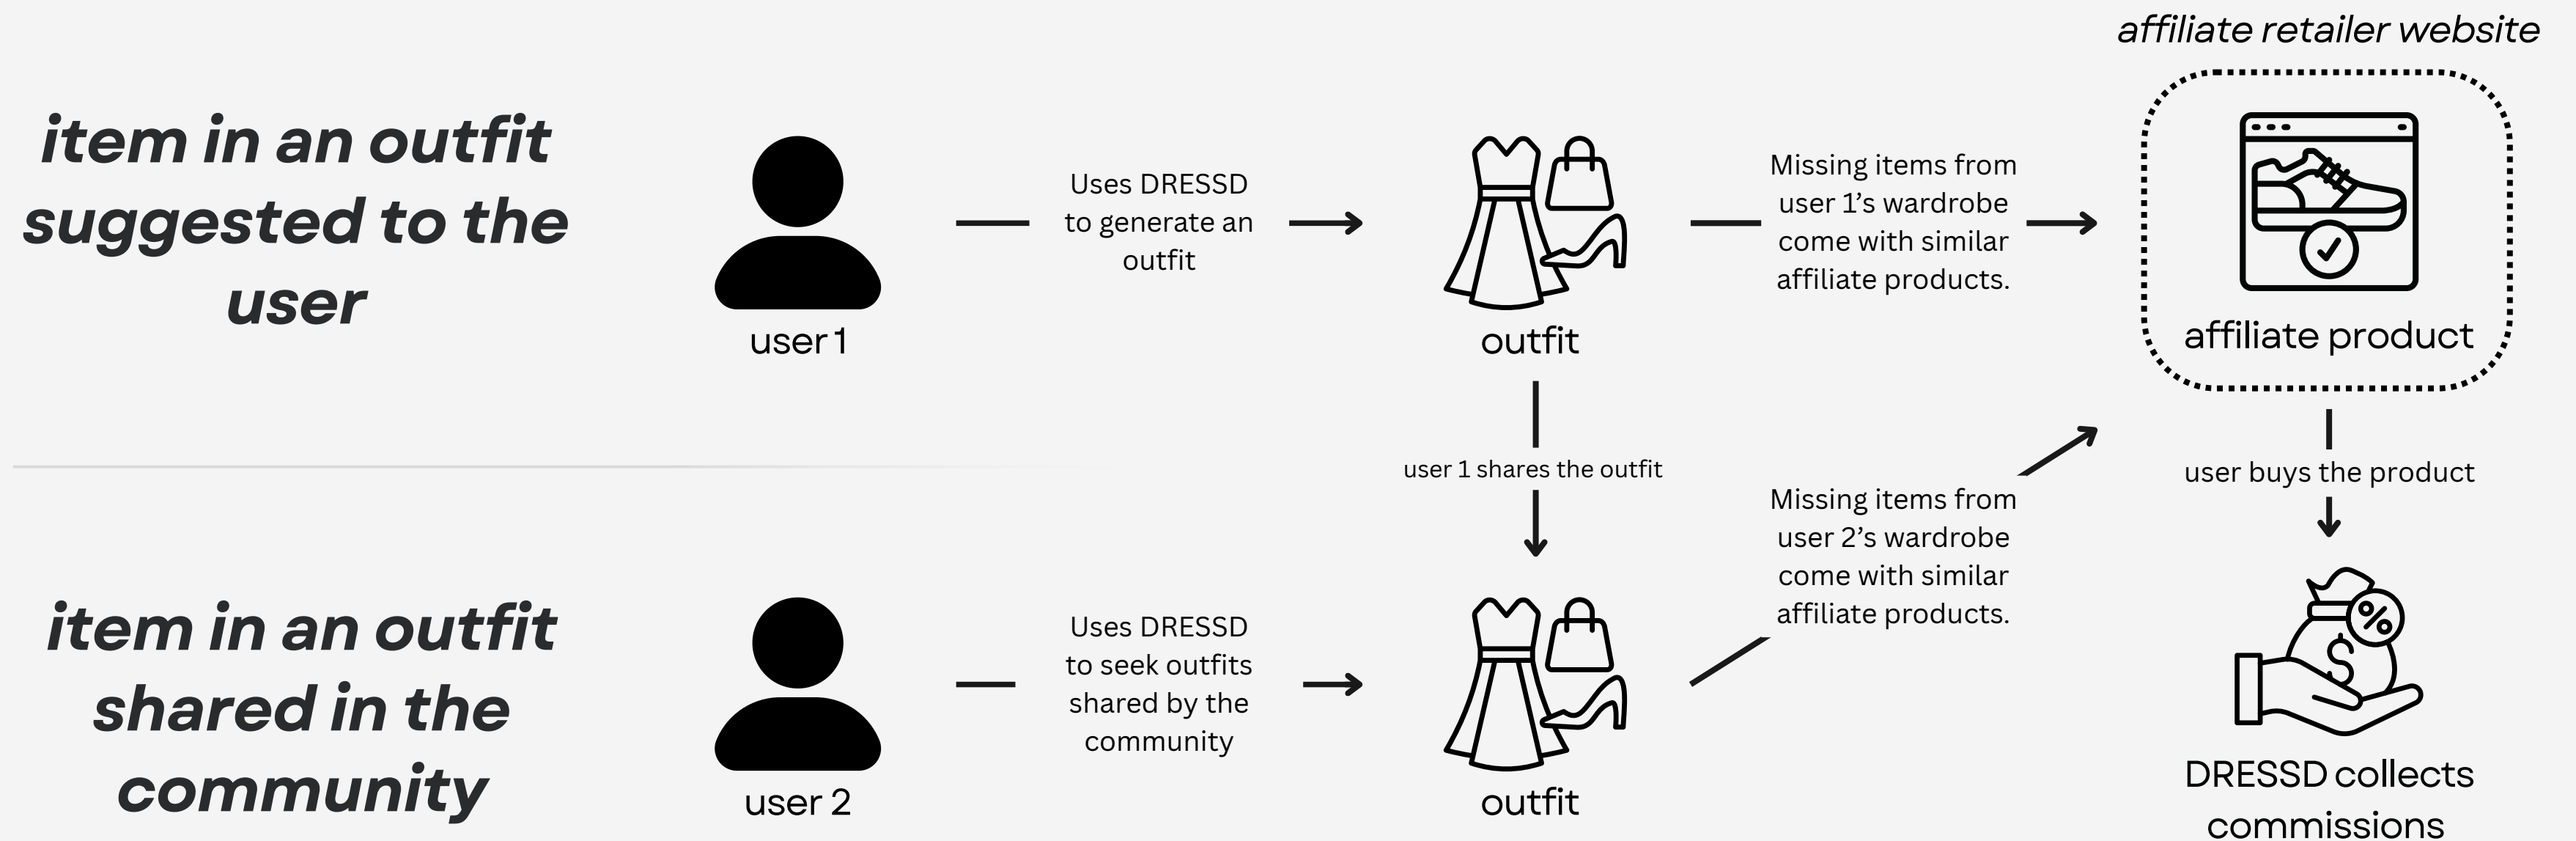 affiliate retailer website
item in an outfit
suggested to the
user
user 1
Uses DRESSD
to generate an
outfit
outfit
Missing items from
user 1’s wardrobe
come with similar
affiliate products.
affiliate product
user 1 shares the outfit
user buys the product
item in an outfit
shared in the
community
user 2
Uses DRESSD
to seek outfits
shared by the
community
outfit
Missing items from
user 2’s wardrobe
come with similar
affiliate products.
%
$
DRESSD collects
commissions